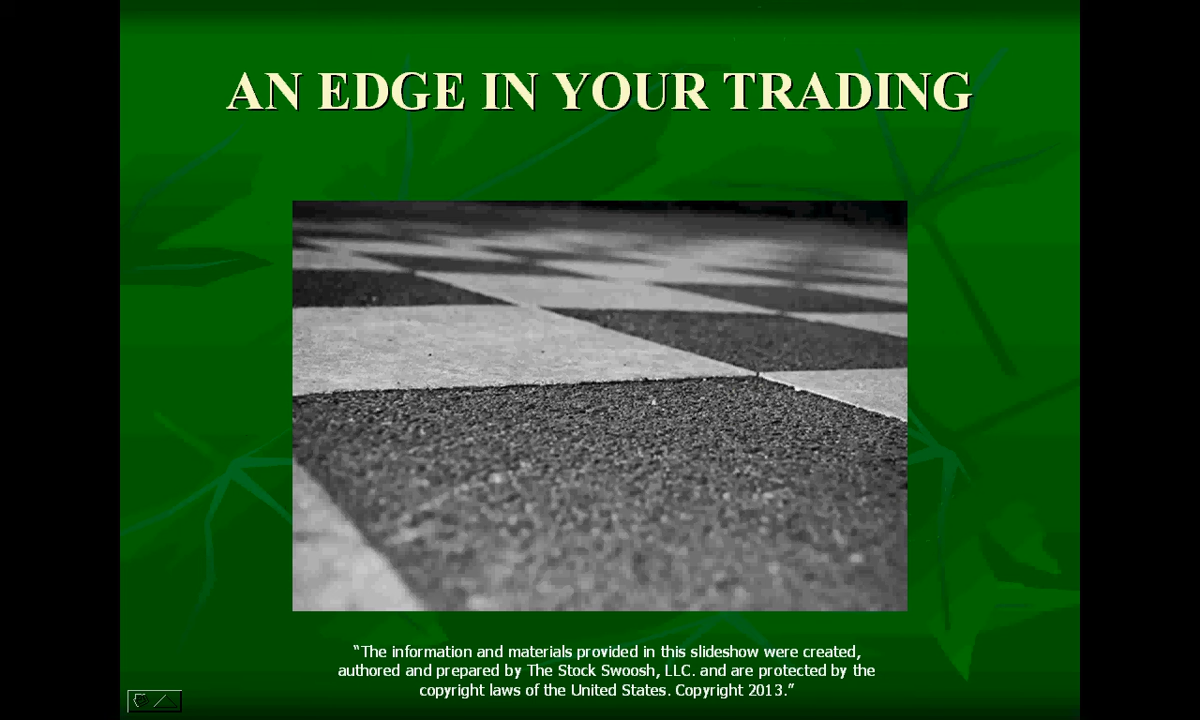 AN EDGE IN YOUR TRADING
“The information and materials provided in this slideshow were created,
authored and prepared by The Stock Swoosh, LLC. and are protected by the
copyright laws of the United States. Copyright 2013.”